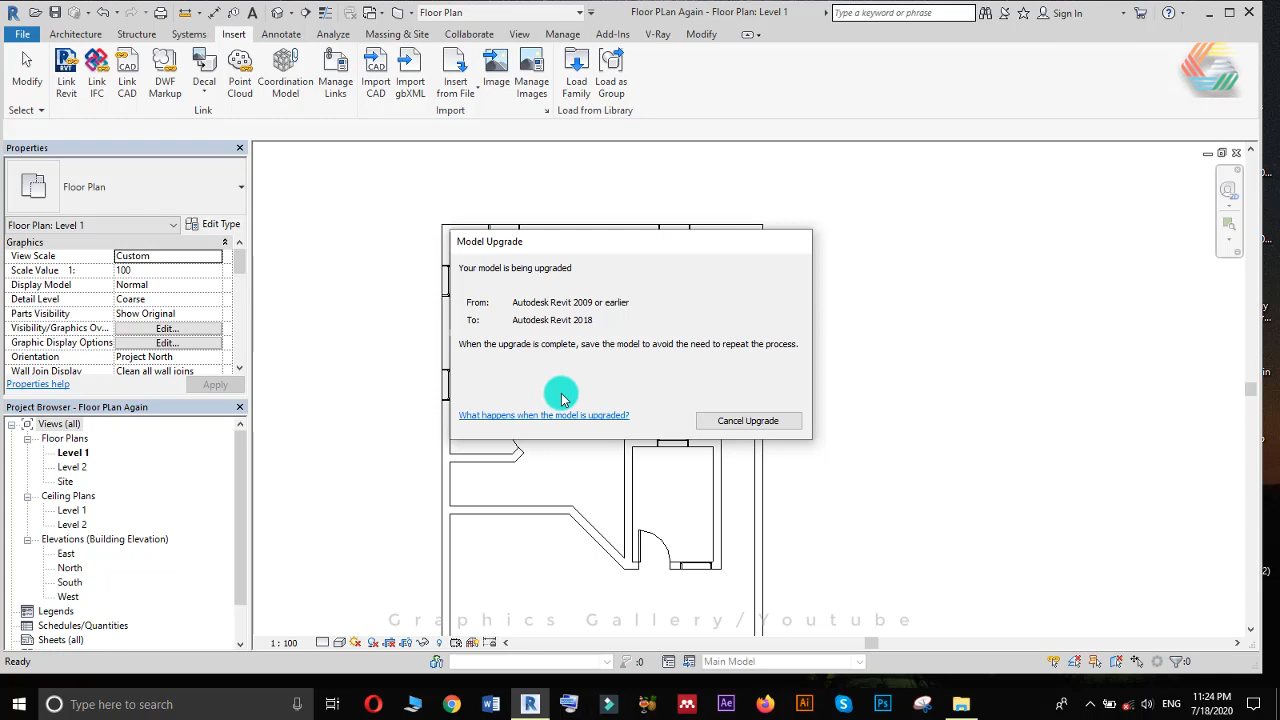 Floor Plan
Floor PLan Again - Floor Plan: Level 1
Type a keyword or phrase
Sign In
File Architecture Structure Systems Insert Annotate Analyze Massing & Site Collaborate View Manage Add-Ins V-Ray Modify
Modify
Link Revit
Link IFC
Link CAD
DWF Markup
Decal
Point Cloud
Coordination Model
Manage Links
Import CAD
Import gbXML
Insert from File
Image
Manage Images
Load Family
Load as Group
Select Link Import Load from Library
Properties
Floor Plan
Floor Plan: Level 1 Edit Type
Graphics
View Scale Custom
Scale Value 1: 100
Display Model Normal
Detail Level Coarse
Parts Visibility Show Original
Visibility/Graphics Ov... Edit...
Graphic Display Options Edit...
Orientation Project North
Wall Join Display Clean all wall joins
Properties help Apply
Project Browser - Floor PLan Again
Views (all)
Floor Plans
Level 1
Level 2
Site
Ceiling Plans
Level 1
Level 2
Elevations (Building Elevation)
East
North
South
West
Legends
Schedules/Quantities
Sheets (all)
Model Upgrade
Your model is being upgraded
From: Autodesk Revit 2009 or earlier
To: Autodesk Revit 2018
When the upgrade is complete, save the model to avoid the need to repeat the process.
What happens when the model is upgraded?
Cancel Upgrade
Graphics Gallery/Youtube
1 : 100
Ready
:0
Main Model
:0
Type here to search
ENG
11:24 PM
7/18/2020